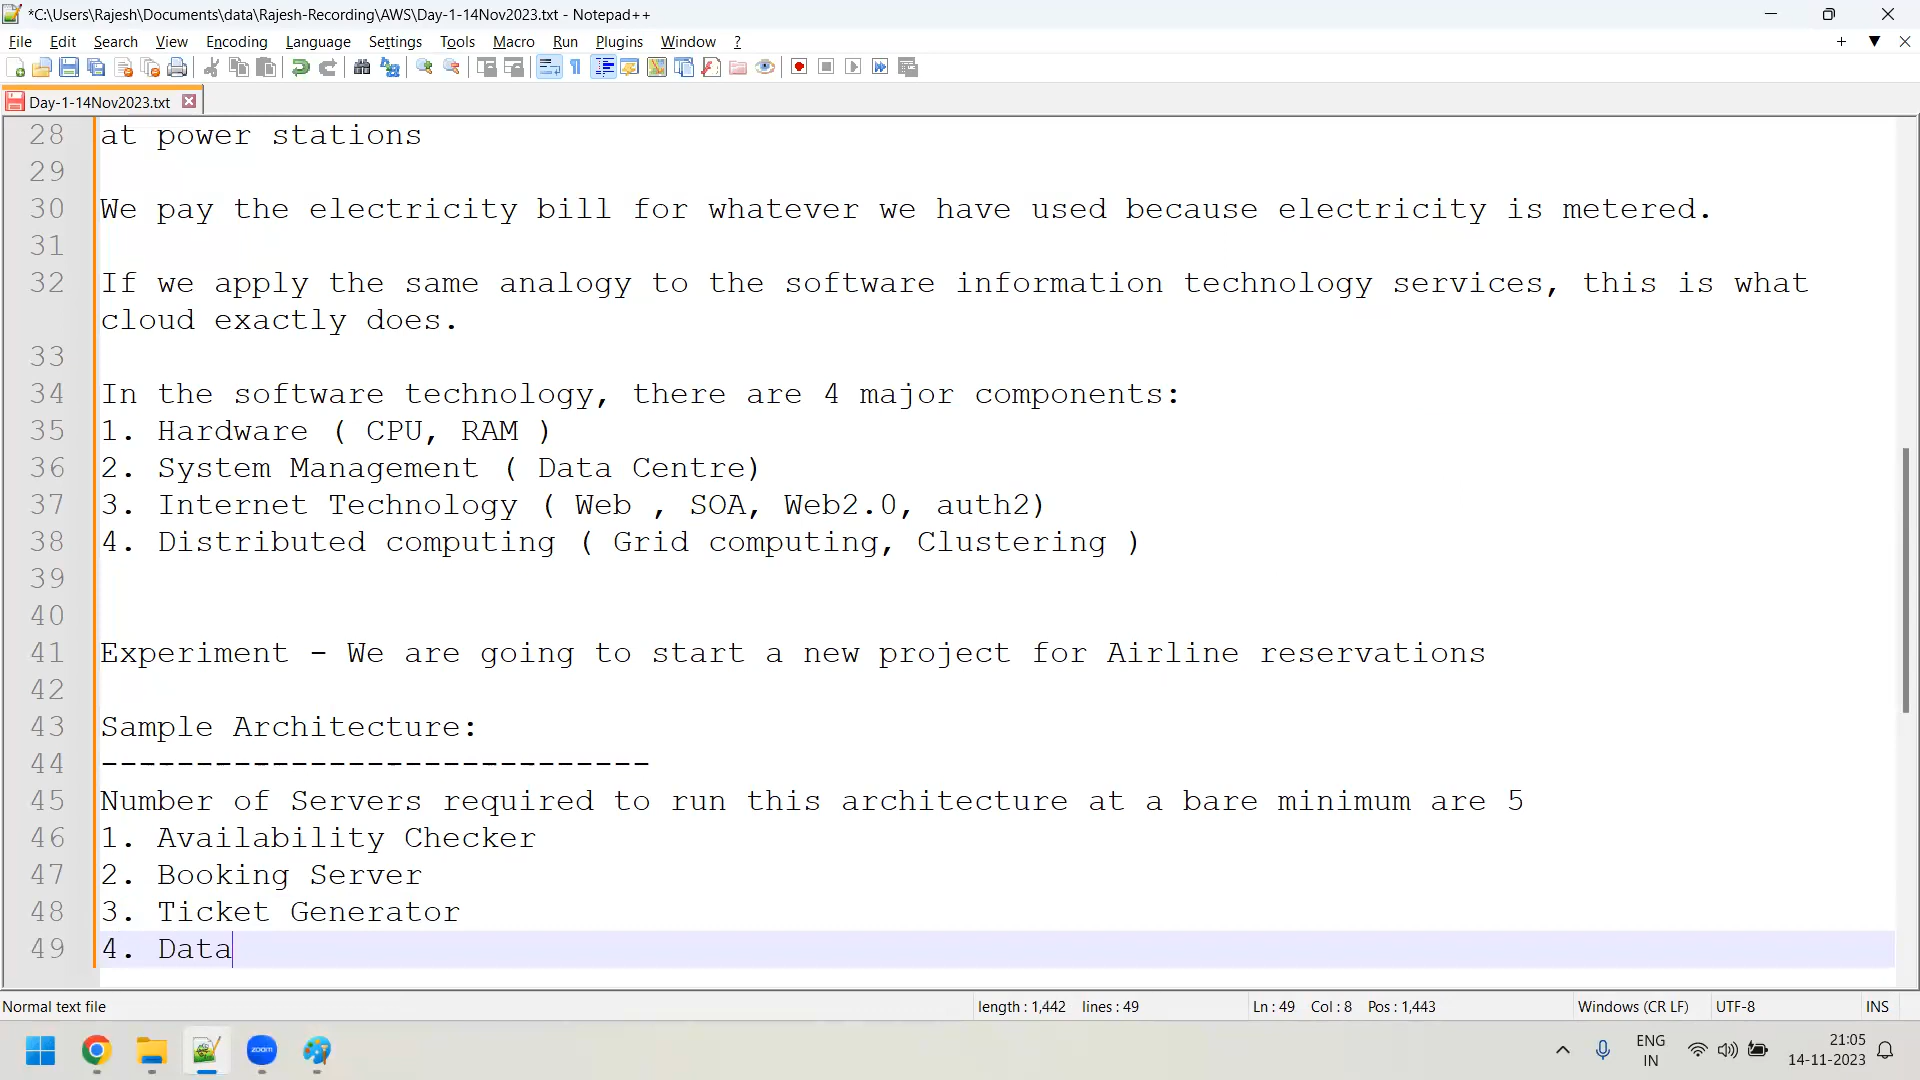 *C:\Users\Rajesh\Documents\data\Rajesh-Recording\AWS\Day-1-14Nov2023.txt - Notepad++
File Edit Search View Encoding Language Settings Tools Macro Run Plugins Window ?
Day-1-14Nov2023.txt
28 at power stations
29
30 We pay the electricity bill for whatever we have used because electricity is metered.
31
32 If we apply the same analogy to the software information technology services, this is what
cloud exactly does.
33
34 In the software technology, there are 4 major components:
35 1. Hardware ( CPU, RAM )
36 2. System Management ( Data Centre)
37 3. Internet Technology ( Web , SOA, Web2.0, auth2)
38 4. Distributed computing ( Grid computing, Clustering )
39
40
41 Experiment - We are going to start a new project for Airline reservations
42
43 Sample Architecture:
44 -----------------------------
45 Number of Servers required to run this architecture at a bare minimum are 5
46 1. Availability Checker
47 2. Booking Server
48 3. Ticket Generator
49 4. Data
Normal text file length : 1,442 lines : 49 Ln : 49 Col : 8 Pos : 1,443 Windows (CR LF) UTF-8 INS
zoom
ENG
IN
21:05
14-11-2023